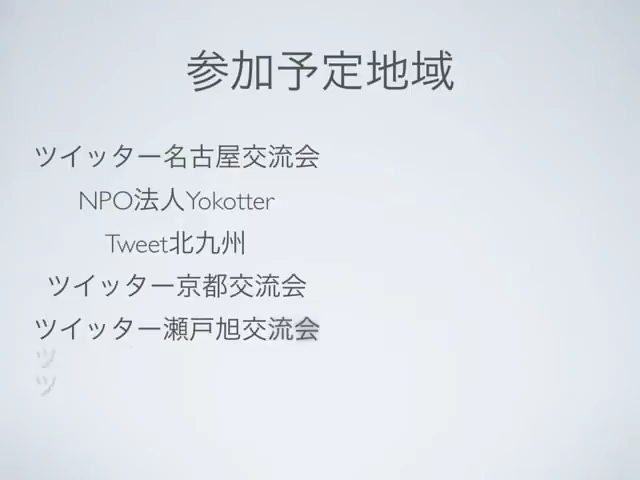 参加予定地域
ツイッター名古屋交流会
NPO法人Yokotter
Tweet北九州
ツイッター京都交流会
ツイッター瀬戸旭交流会
ツ
ツ